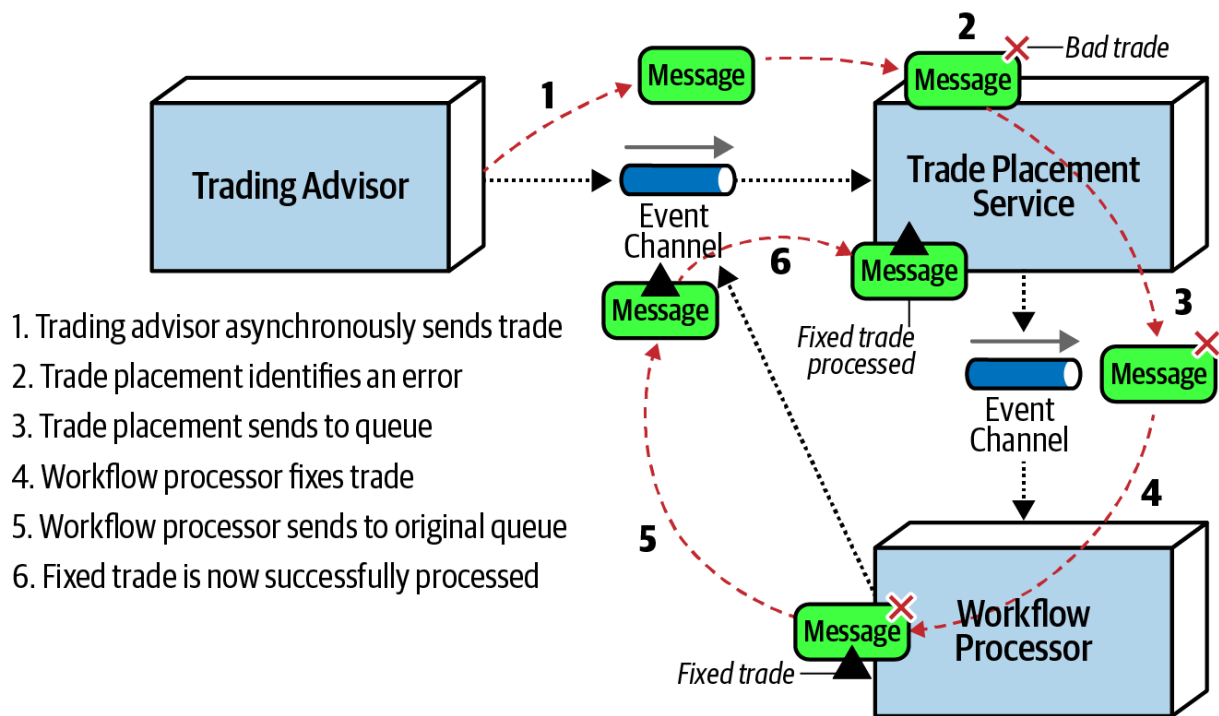 2
Bad trade
Message
Message
1
Trading Advisor
Trade Placement
Service
Event
Channel
6
Message
Message
3
1. Trading advisor asynchronously sends trade
Fixed trade
processed
2. Trade placement identifies an error
Message
3. Trade placement sends to queue
Event
Channel
4. Workflow processor fixes trade
4
5. Workflow processor sends to original queue
5
6. Fixed trade is now successfully processed
Workflow
Processor
Message
Fixed trade